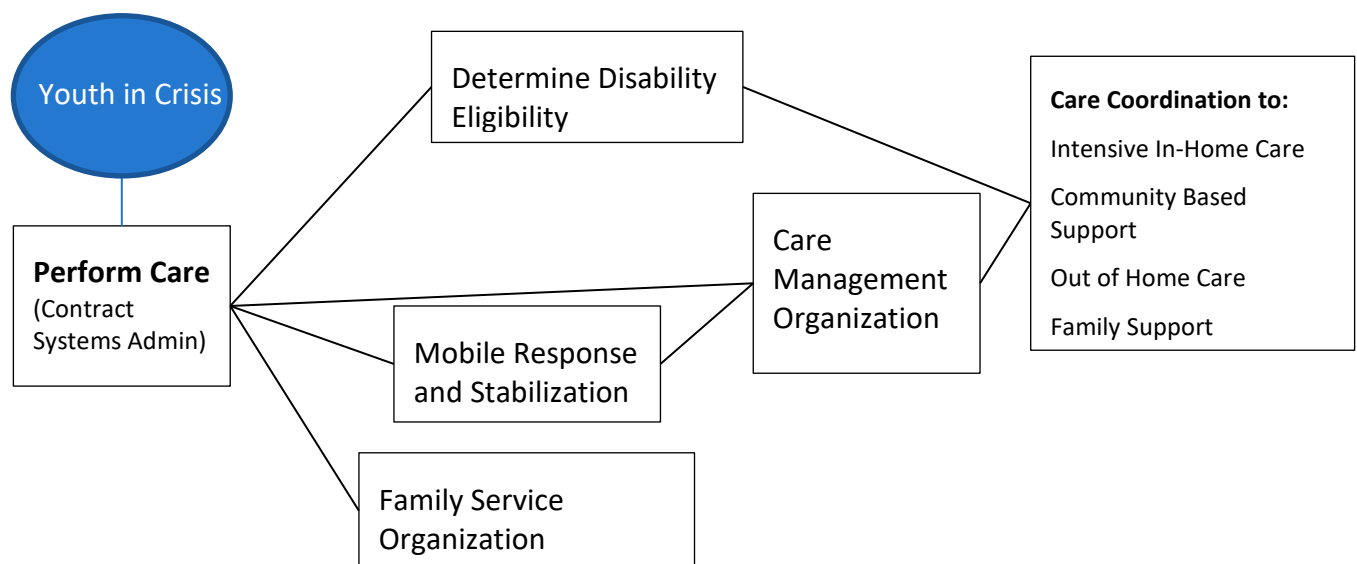 Youth in Crisis
Perform Care
(Contract
Systems Admin)
Determine Disability
Eligibility
Mobile Response
and Stabilization
Family Service
Organization
Care
Management
Organization
Care Coordination to:
Intensive In-Home Care
Community Based
Support
Out of Home Care
Family Support